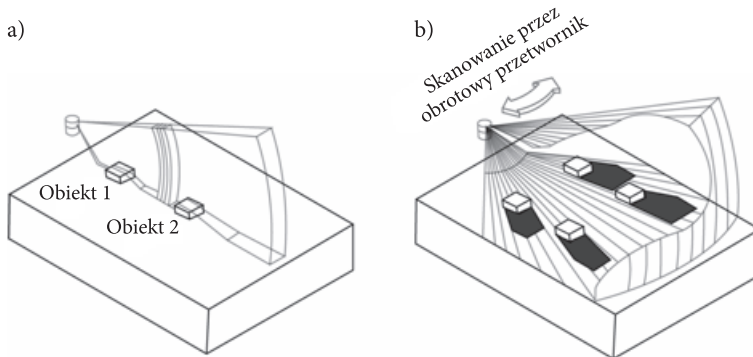 a)
Obiekt 1
Obiekt 2
b)
Skanowanie przez
obrotowy przetwornik